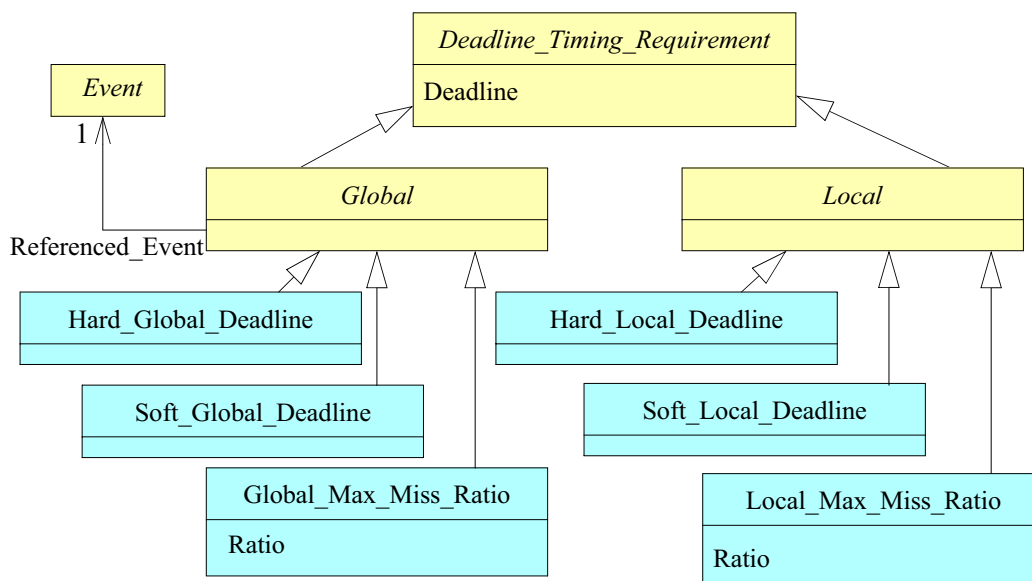 Deadline_Timing_Requirement
Deadline
Event
1
Global
Local
Referenced_Event
Hard_Global_Deadline
Hard_Local_Deadline
Soft_Global_Deadline
Soft_Local_Deadline
Global_Max_Miss_Ratio
Ratio
Local_Max_Miss_Ratio
Ratio